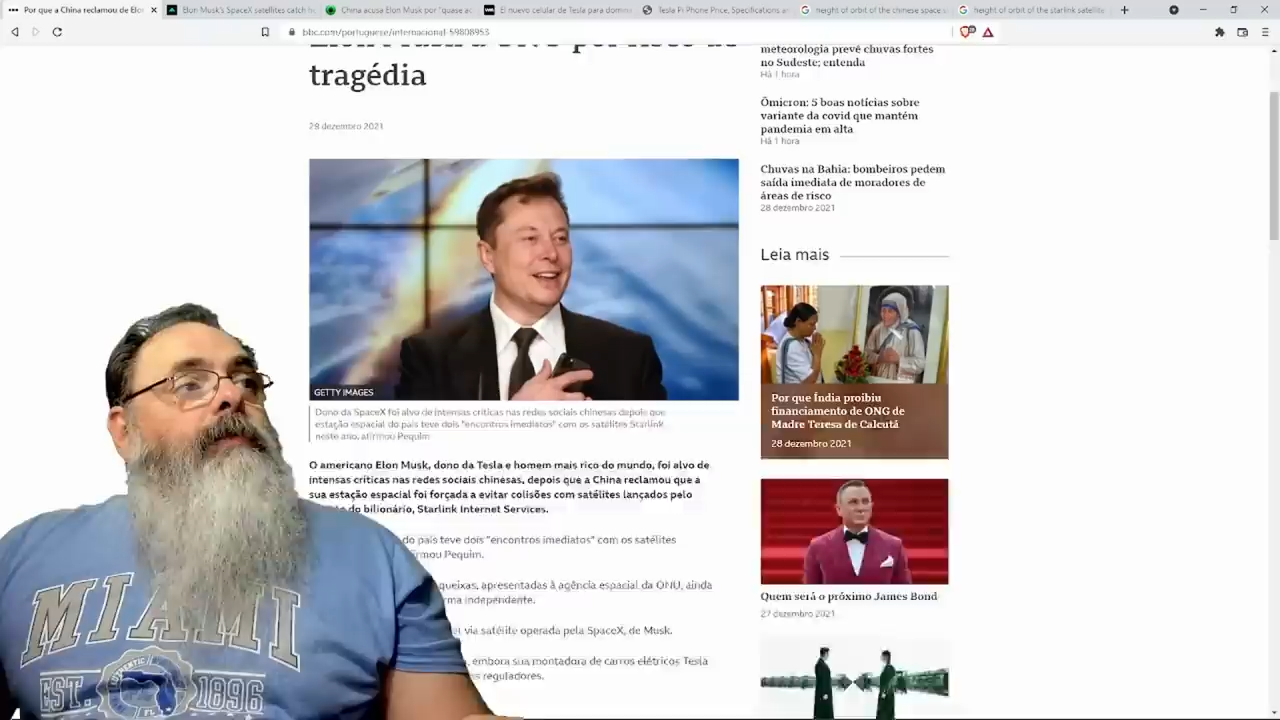 Por que a China reclamou de Elon
Elon Musk's SpaceX satellites catch h
China acusa Elon Musk por "quase ac
El nuevo celular de Tesla para domin
Tesla Pi Phone Price, Specifications an
height of orbit of the chinese space s
height of orbit of the starlink satellite
bbc.com/portuguese/internacional-59808953
tragédia
28 dezembro 2021
GETTY IMAGES
Dono da SpaceX foi alvo de intensas críticas nas redes sociais chinesas depois que
estação espacial do país teve dois "encontros imediatos" com os satélites Starlink
neste ano, afirmou Pequim
O americano Elon Musk, dono da Tesla e homem mais rico do mundo, foi alvo de
intensas críticas nas redes sociais chinesas, depois que a China reclamou que a
sua estação espacial foi forçada a evitar colisões com satélites lançados pelo
do bilionário, Starlink Internet Services.
do país teve dois "encontros imediatos" com os satélites
irmou Pequim.
queixas, apresentadas à agência espacial da ONU, ainda
rma independente.
via satélite operada pela SpaceX, de Musk.
, embora sua montadora de carros elétricos Tesla
s reguladores.
meteorologia prevê chuvas fortes
no Sudeste; entenda
Há 1 hora
Ômicron: 5 boas notícias sobre
variante da covid que mantém
pandemia em alta
Há 1 hora
Chuvas na Bahia: bombeiros pedem
saída imediata de moradores de
áreas de risco
28 dezembro 2021
Leia mais
Por que Índia proibiu
financiamento de ONG de
Madre Teresa de Calcutá
28 dezembro 2021
Quem será o próximo James Bond
27 dezembro 2021
MIAMI
EST. 1896